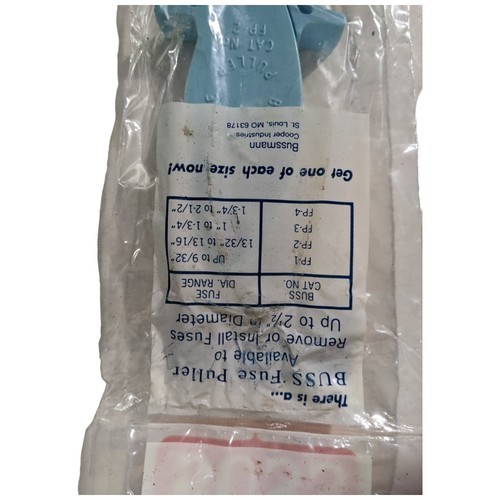 There is a...
BUSS Fuse Puller
Available to
Remove or Install Fuses
Up to 2½" in Diameter
BUSS CAT NO. FUSE DIA. RANGE
FP-1 UP to 9/32"
FP-2 13/32" to 13/16"
FP-3 1" to 1-3/4"
FP-4 1-3/4" to 2-1/2"
Get one of each size now!
Bussmann
Cooper Industries
St. Louis, MO 63178
PULLER
CAT NO.
FP-2